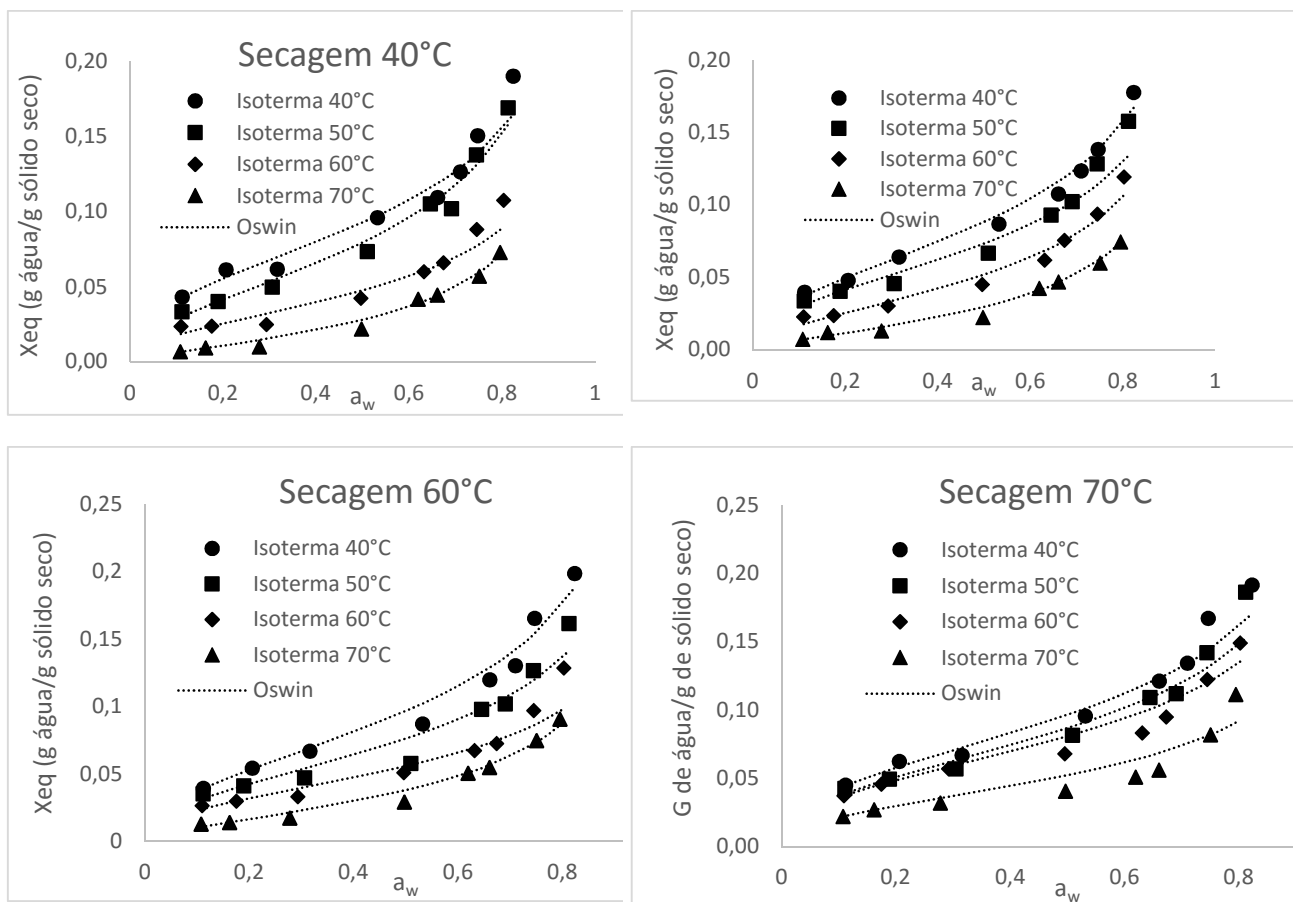 Secagem 40°C
Xeq (g água/g sólido seco)
0,20
0,15
0,10
0,05
0,00
Isoterma 40°C
Isoterma 50°C
Isoterma 60°C
Isoterma 70°C
Oswin
0
0,2
0,4
0,6
0,8
1
aw
Xeq (g água/g sólido seco)
0,20
0,15
0,10
0,05
0,00
Isoterma 40°C
Isoterma 50°C
Isoterma 60°C
Isoterma 70°C
Oswin
0
0,2
0,4
0,6
0,8
1
aw
Secagem 60°C
Xeq (g água/g sólido seco)
0,25
0,2
0,15
0,1
0,05
0
Isoterma 40°C
Isoterma 50°C
Isoterma 60°C
Isoterma 70°C
Oswin
0
0,2
0,4
0,6
0,8
aw
Secagem 70°C
G de água/g de sólido seco)
0,25
0,20
0,15
0,10
0,05
0,00
Isoterma 40°C
Isoterma 50°C
Isoterma 60°C
Isoterma 70°C
Oswin
0
0,2
0,4
0,6
0,8
aw